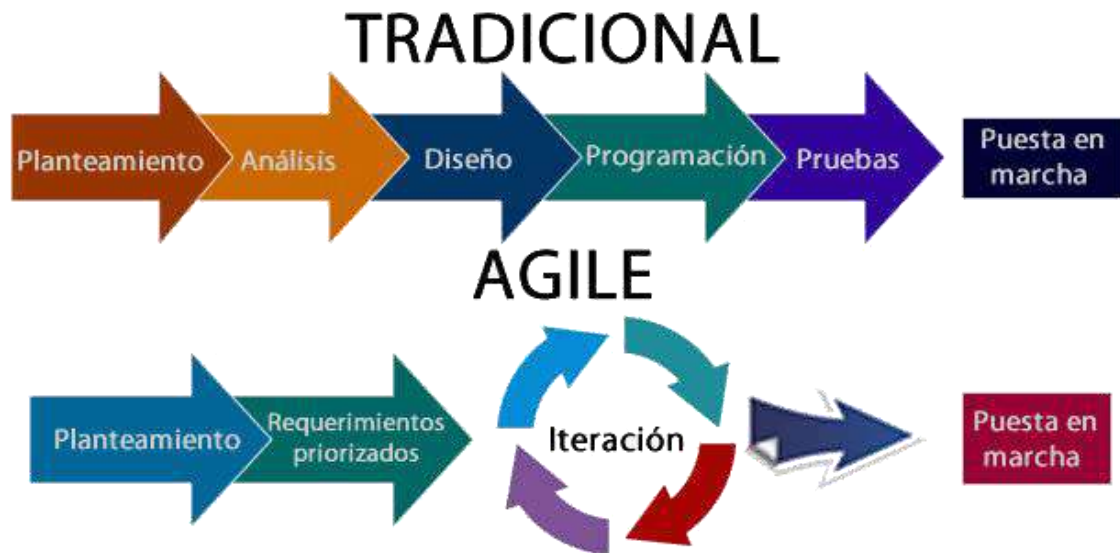 TRADICIONAL
Planteamiento
Análisis
Diseño
Programación
Pruebas
Puesta en
marcha
AGILE
Planteamiento
Requerimientos
priorizados
Iteración
Puesta en
marcha